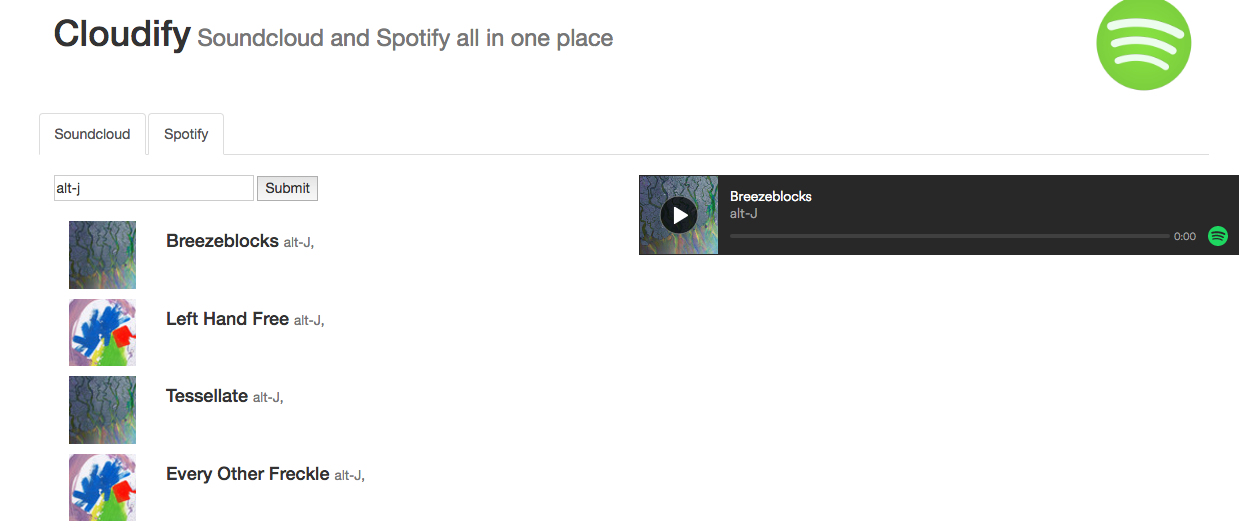 Cloudify Soundcloud and Spotify all in one place
Soundcloud Spotify
alt-j Submit
Breezeblocks alt-J,
Left Hand Free alt-J,
Tessellate alt-J,
Every Other Freckle alt-J,
Breezeblocks
alt-J
0:00